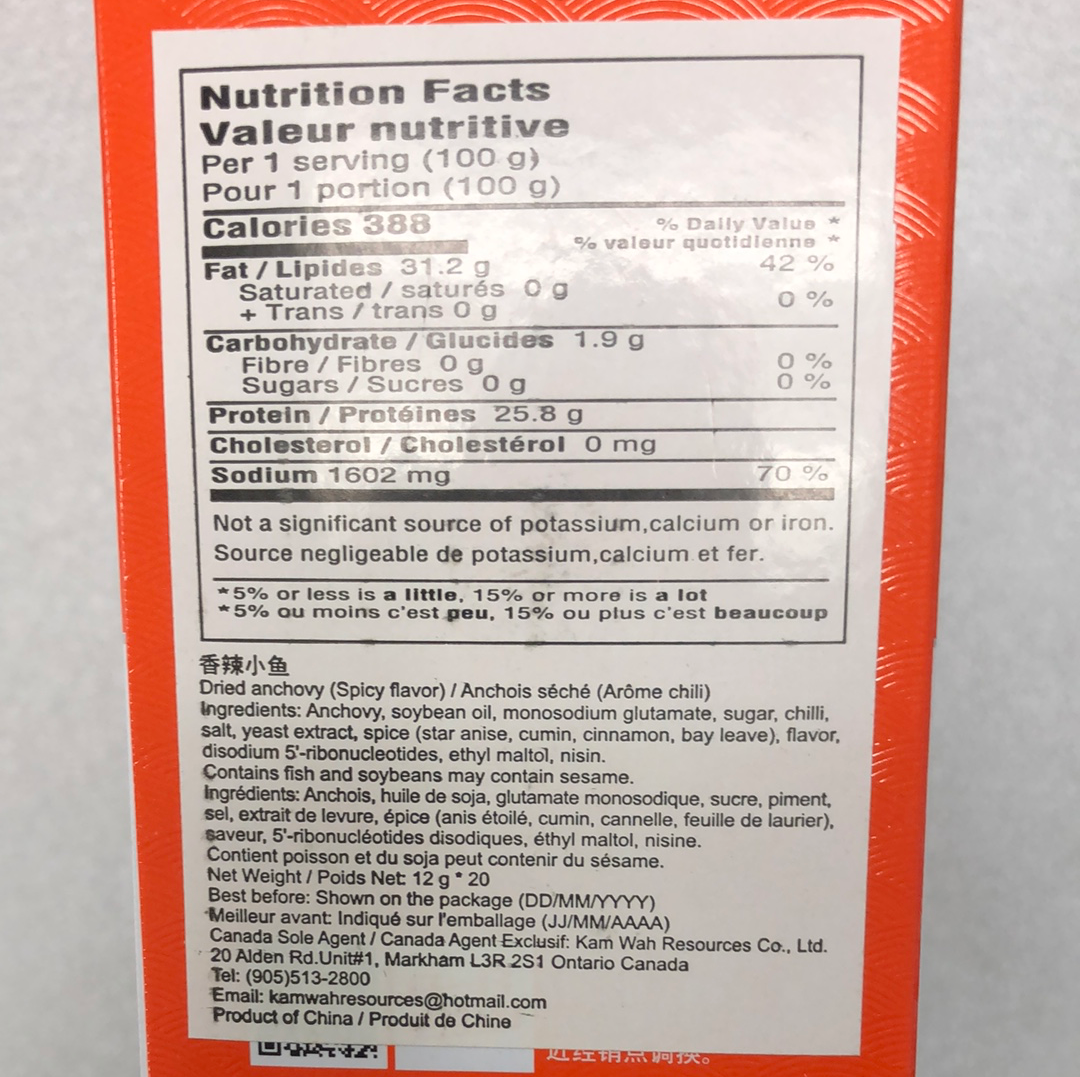 Nutrition Facts
Valeur nutritive
Per 1 serving (100 g)
Pour 1 portion (100 g)
Calories 388
% Daily Value *
% valeur quotidienne *
Fat / Lipides 31.2 g 42 %
Saturated / saturés 0 g
+ Trans / trans 0 g 0 %
Carbohydrate / Glucides 1.9 g
Fibre / Fibres 0 g 0 %
Sugars / Sucres 0 g 0 %
Protein / Protéines 25.8 g
Cholesterol / Cholestérol 0 mg
Sodium 1602 mg 70 %
Not a significant source of potassium,calcium or iron.
Source negligeable de potassium,calcium et fer.
*5% or less is a little, 15% or more is a lot
*5% ou moins c'est peu, 15% ou plus c'est beaucoup
香辣小鱼
Dried anchovy (Spicy flavor) / Anchois séché (Arôme chili)
Ingredients: Anchovy, soybean oil, monosodium glutamate, sugar, chilli,
salt, yeast extract, spice (star anise, cumin, cinnamon, bay leave), flavor,
disodium 5'-ribonucleotides, ethyl maltol, nisin.
Contains fish and soybeans may contain sesame.
Ingrédients: Anchois, huile de soja, glutamate monosodique, sucre, piment,
sel, extrait de levure, épice (anis étoilé, cumin, cannelle, feuille de laurier),
saveur, 5'-ribonucléotides disodiques, éthyl maltol, nisine.
Contient poisson et du soja peut contenir du sésame.
Net Weight / Poids Net: 12 g * 20
Best before: Shown on the package (DD/MM/YYYY)
Meilleur avant: Indiqué sur l'emballage (JJ/MM/AAAA)
Canada Sole Agent / Canada Agent Exclusif: Kam Wah Resources Co., Ltd.
20 Alden Rd.Unit#1, Markham L3R 2S1 Ontario Canada
Tel: (905)513-2800
Email: kamwahresources@hotmail.com
Product of China / Produit de Chine